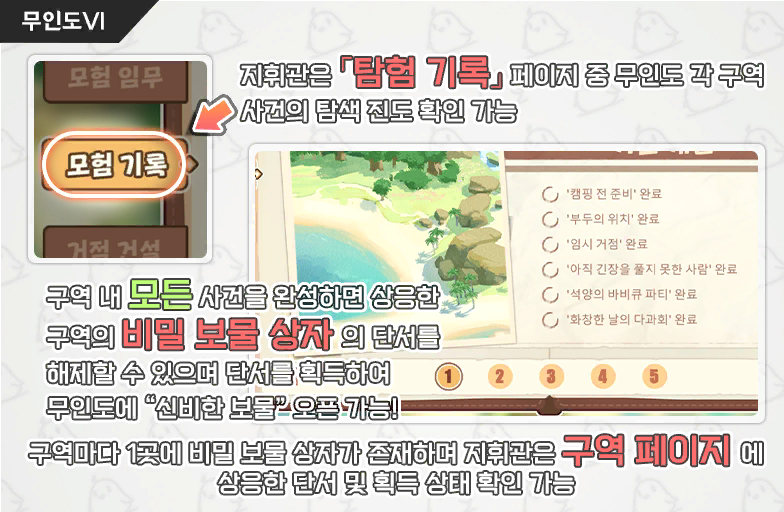 무인도VI
모험 임무
모험 기록
거점 건설
지휘관은 「탐험 기록」 페이지 중 무인도 각 구역
사건의 탐색 진도 확인 가능
'캠핑 전 준비' 완료
'부두의 위치' 완료
'임시 거점' 완료
'아직 긴장을 풀지 못한 사람' 완료
'석양의 바비큐 파티' 완료
'화창한 날의 다과회' 완료
1 2 3 4 5
구역 내 모든 사건을 완성하면 상응한
구역의 비밀 보물 상자 의 단서를
해제할 수 있으며 단서를 획득하여
무인도에 “신비한 보물” 오픈 가능!
구역마다 1곳에 비밀 보물 상자가 존재하며 지휘관은 구역 페이지 에
상응한 단서 및 획득 상태 확인 가능